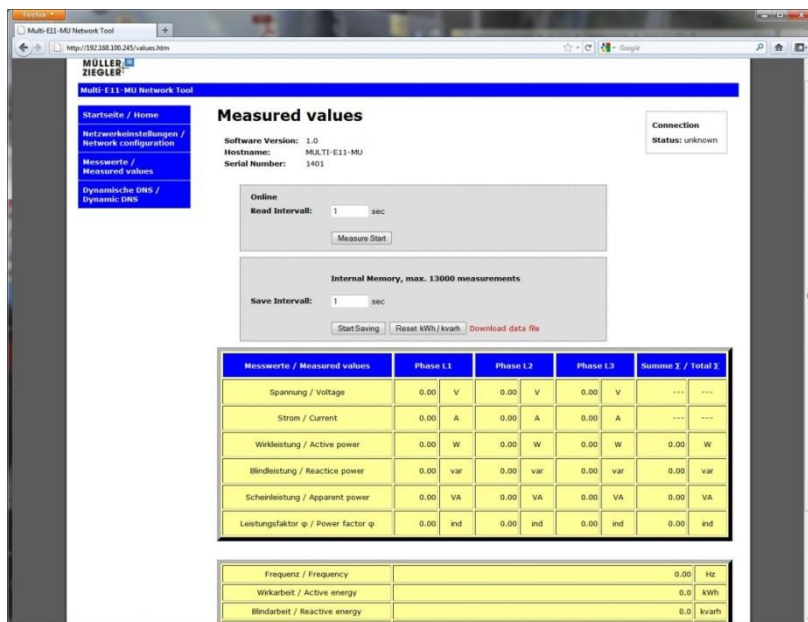 Firefox
Multi-E11-MU Network Tool
http://192.168.100.245/values.htm
Google
MÜLLER
ZIEGLER
Multi-E11-MU Network Tool
Startseite / Home
Netzwerkeinstellungen /
Network configuration
Messwerte /
Measured values
Dynamische DNS /
Dynamic DNS
Measured values
Software Version: 1.0
Hostname: MULTI-E11-MU
Serial Number: 1401
Connection
Status: unknown
Online
Read Intervall: 1 sec
Measure Start
Internal Memory, max. 13000 measurements
Save Intervall: 1 sec
Start Saving Reset kWh / kvarh Download data file
Messwerte / Measured values Phase L1 Phase L2 Phase L3 Summe Σ / Total Σ
Spannung / Voltage 0.00 V 0.00 V 0.00 V --- ---
Strom / Current 0.00 A 0.00 A 0.00 A --- ---
Wirkleistung / Active power 0.00 W 0.00 W 0.00 W 0.00 W
Blindleistung / Reactice power 0.00 var 0.00 var 0.00 var 0.00 var
Scheinleistung / Apparent power 0.00 VA 0.00 VA 0.00 VA 0.00 VA
Leistungsfaktor φ / Power factor φ 0.00 ind 0.00 ind 0.00 ind 0.00 ind
Frequenz / Frequency 0.00 Hz
Wirkarbeit / Active energy 0.0 kWh
Blindarbeit / Reactive energy 0.0 kvarh